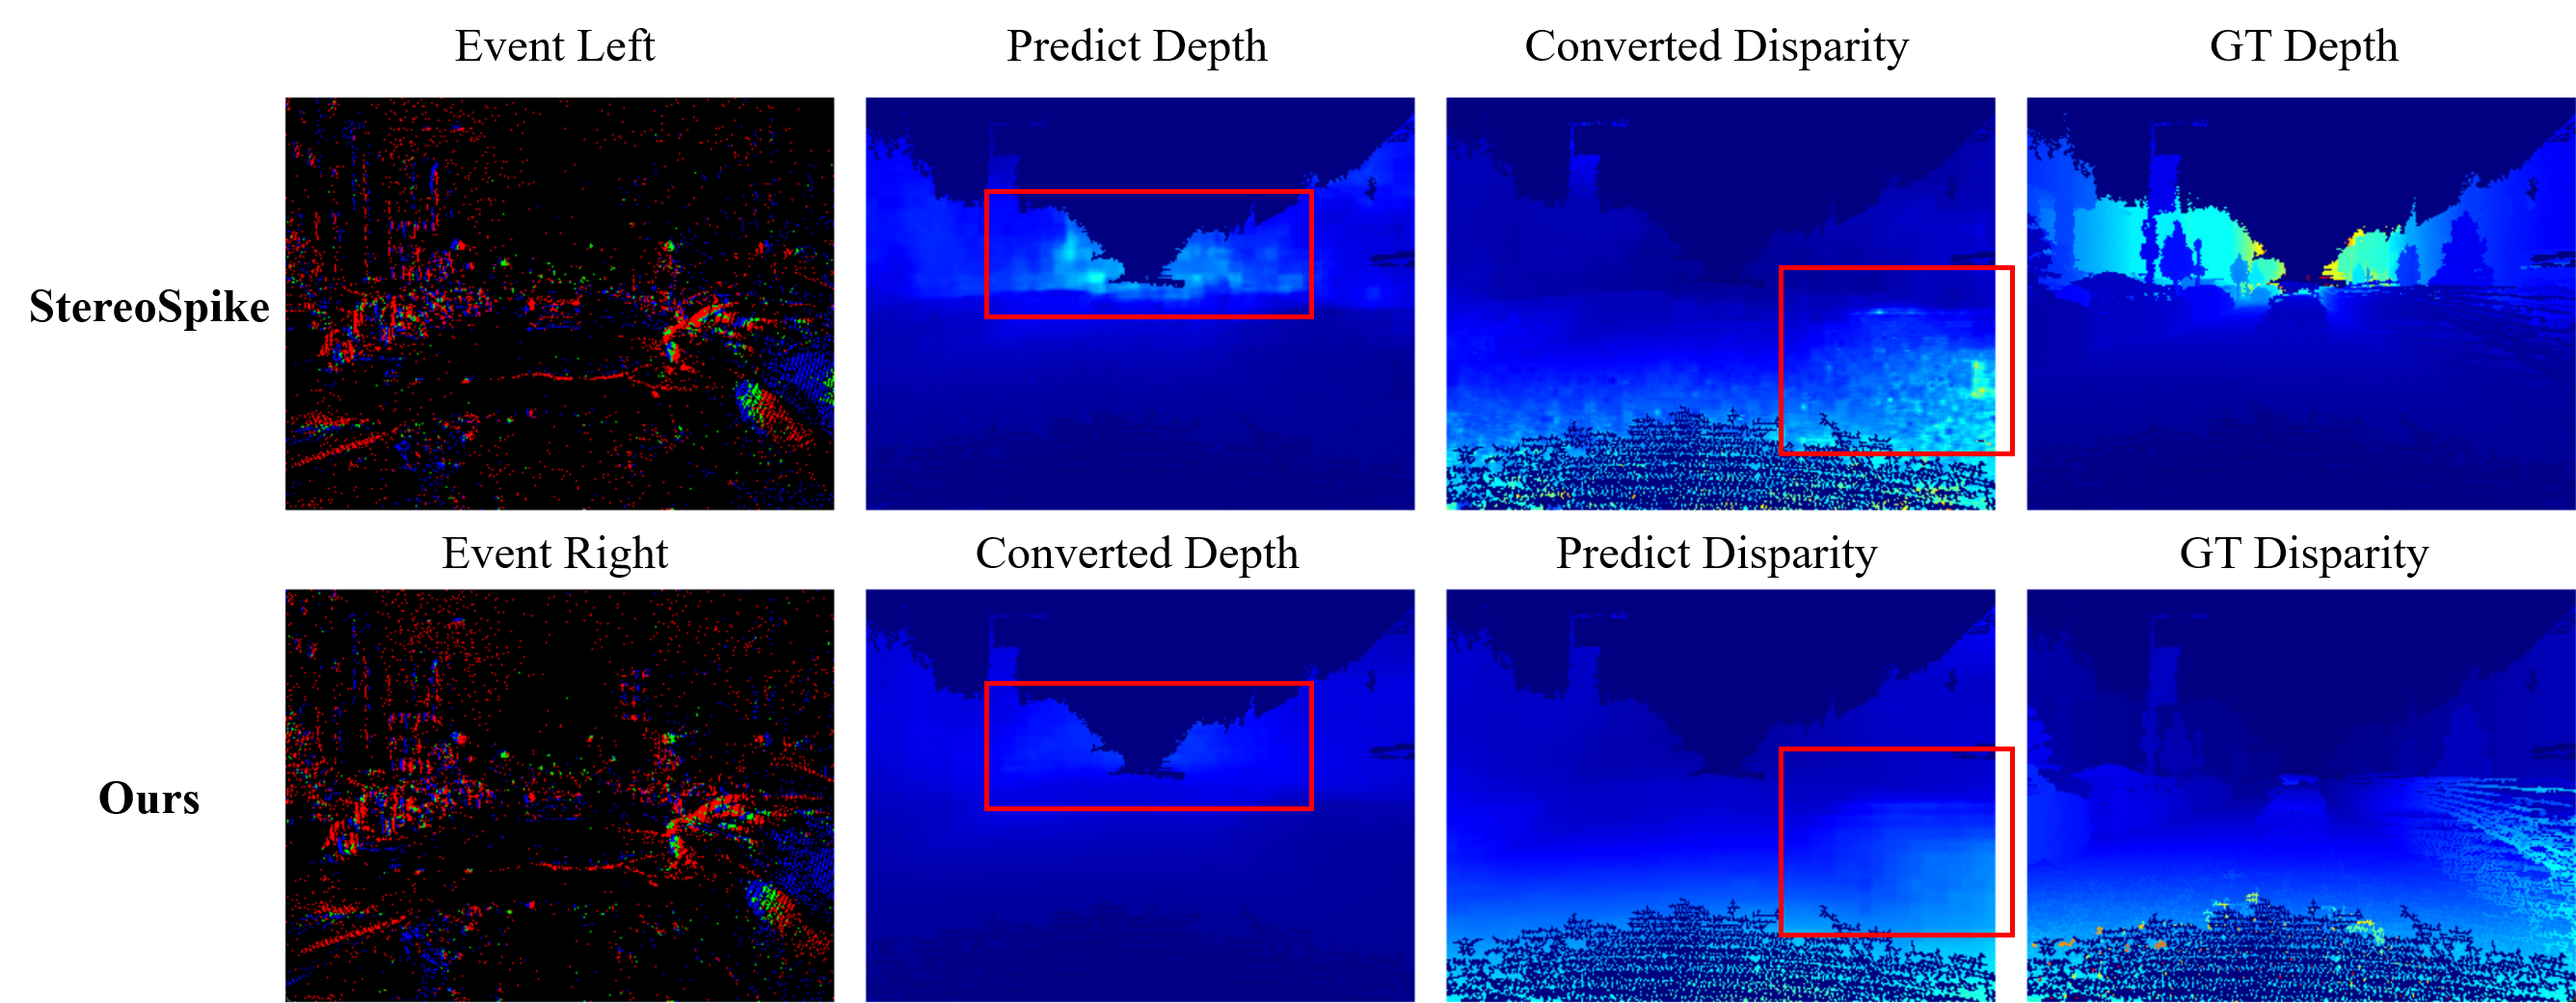 Event Left
Predict Depth
Converted Disparity
GT Depth
StereoSpike
Event Right
Converted Depth
Predict Disparity
GT Disparity
Ours